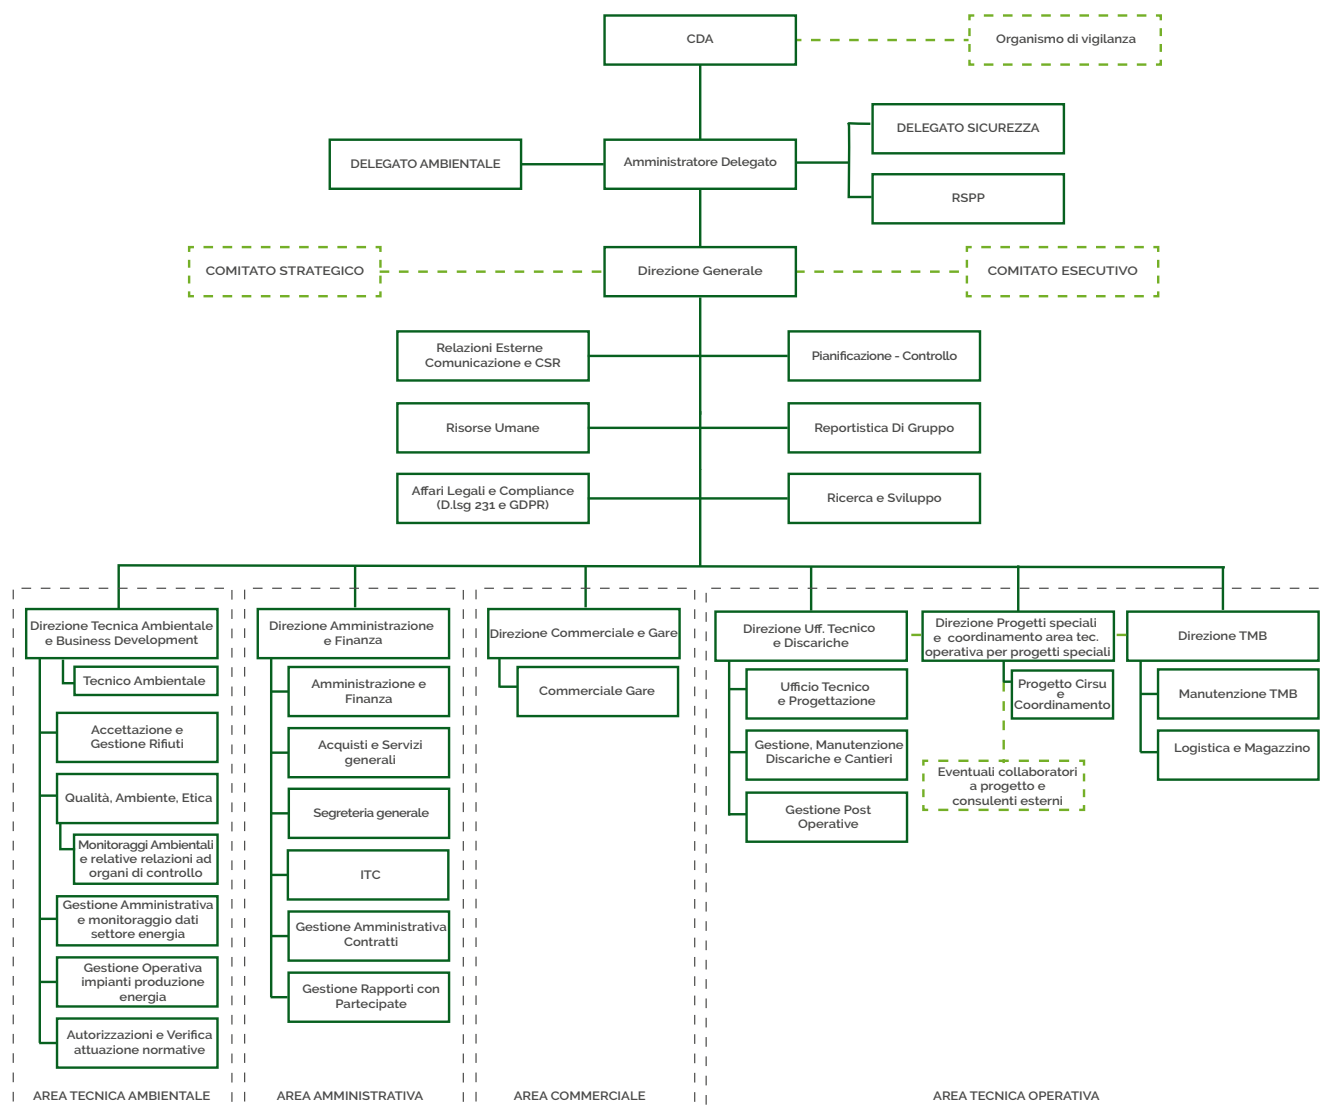 CDA
Organismo di vigilanza
DELEGATO SICUREZZA
DELEGATO AMBIENTALE
Amministratore Delegato
RSPP
COMITATO STRATEGICO
Direzione Generale
COMITATO ESECUTIVO
Relazioni Esterne
Comunicazione e CSR
Pianificazione - Controllo
Risorse Umane
Reportistica Di Gruppo
Affari Legali e Compliance
(D.lsg 231 e GDPR)
Ricerca e Sviluppo
Direzione Tecnica Ambientale
e Business Development
Tecnico Ambientale
Accettazione e
Gestione Rifiuti
Qualità, Ambiente, Etica
Monitoraggi Ambientali
e relative relazioni ad
organi di controllo
Gestione Amministrativa
e monitoraggio dati
settore energia
Gestione Operativa
impianti produzione
energia
Autorizzazioni e Verifica
attuazione normative
AREA TECNICA AMBIENTALE
Direzione Amministrazione
e Finanza
Amministrazione e
Finanza
Acquisti e Servizi
generali
Segreteria generale
ITC
Gestione Amministrativa
Contratti
Gestione Rapporti con
Partecipate
AREA AMMINISTRATIVA
Direzione Commerciale e Gare
Commerciale Gare
AREA COMMERCIALE
Direzione Uff. Tecnico
e Discariche
Ufficio Tecnico
e Progettazione
Gestione, Manutenzione
Discariche e Cantieri
Gestione Post
Operative
Direzione Progetti speciali
e coordinamento area tec.
operativa per progetti speciali
Progetto Cirsu
e
Coordinamento
Eventuali collaboratori
a progetto e
consulenti esterni
Direzione TMB
Manutenzione TMB
Logistica e Magazzino
AREA TECNICA OPERATIVA